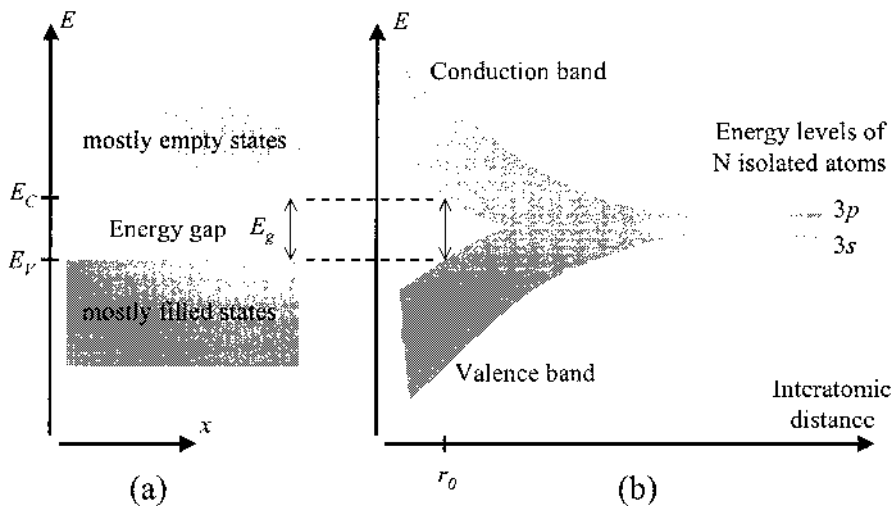 E
mostly empty states
E_C
Energy gap E_g
E_V
mostly filled states
x
(a)
E
Conduction band
Energy levels of
N isolated atoms
3p
3s
Valence band
Interatomic
distance
r_0
(b)